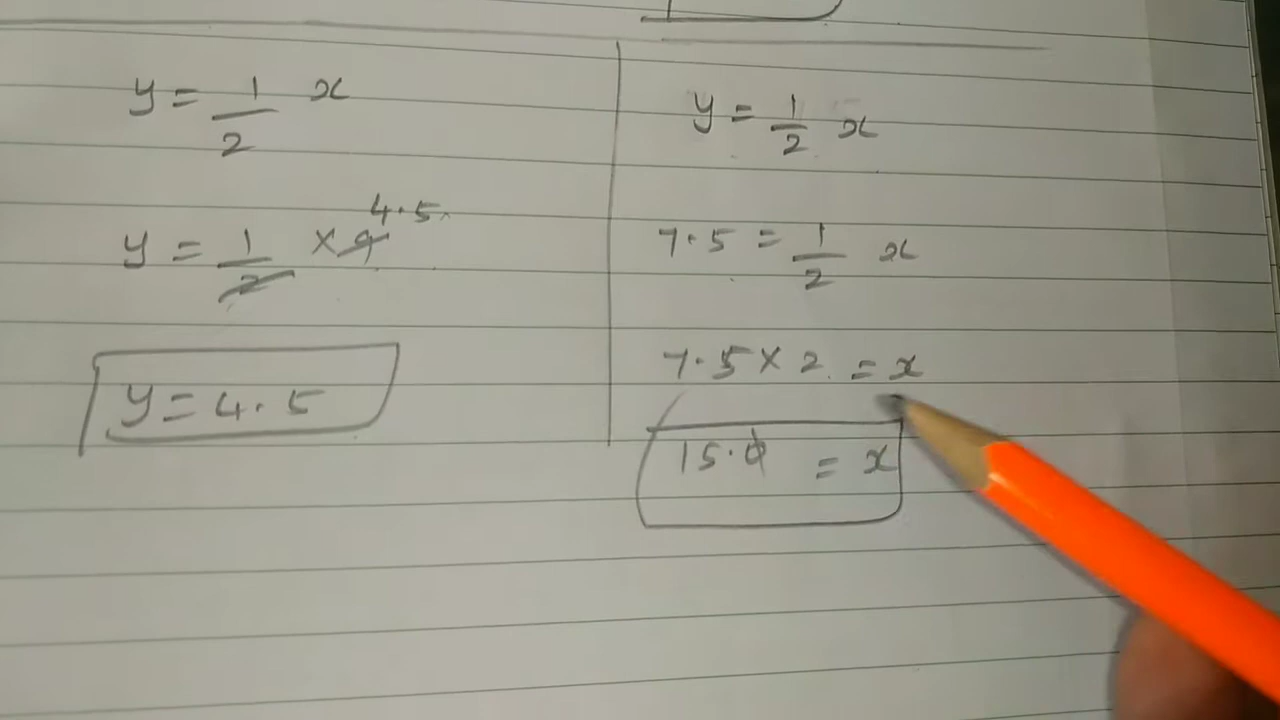 y = 1/2 x
y = 1/2 × 9 4.5
y = 4.5
y = 1/2 x
7.5 = 1/2 x
7.5 × 2 = x
15.0 = x